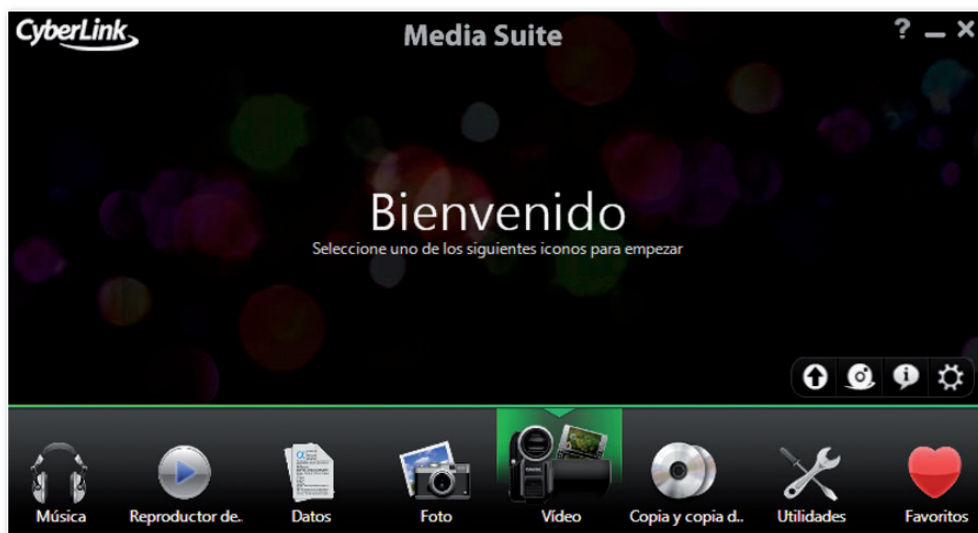 CyberLink
Media Suite
?
Bienvenido
Seleccione uno de los siguientes iconos para empezar
Música
Reproductor de..
Datos
Foto
Vídeo
Copia y copia d..
Utilidades
Favoritos